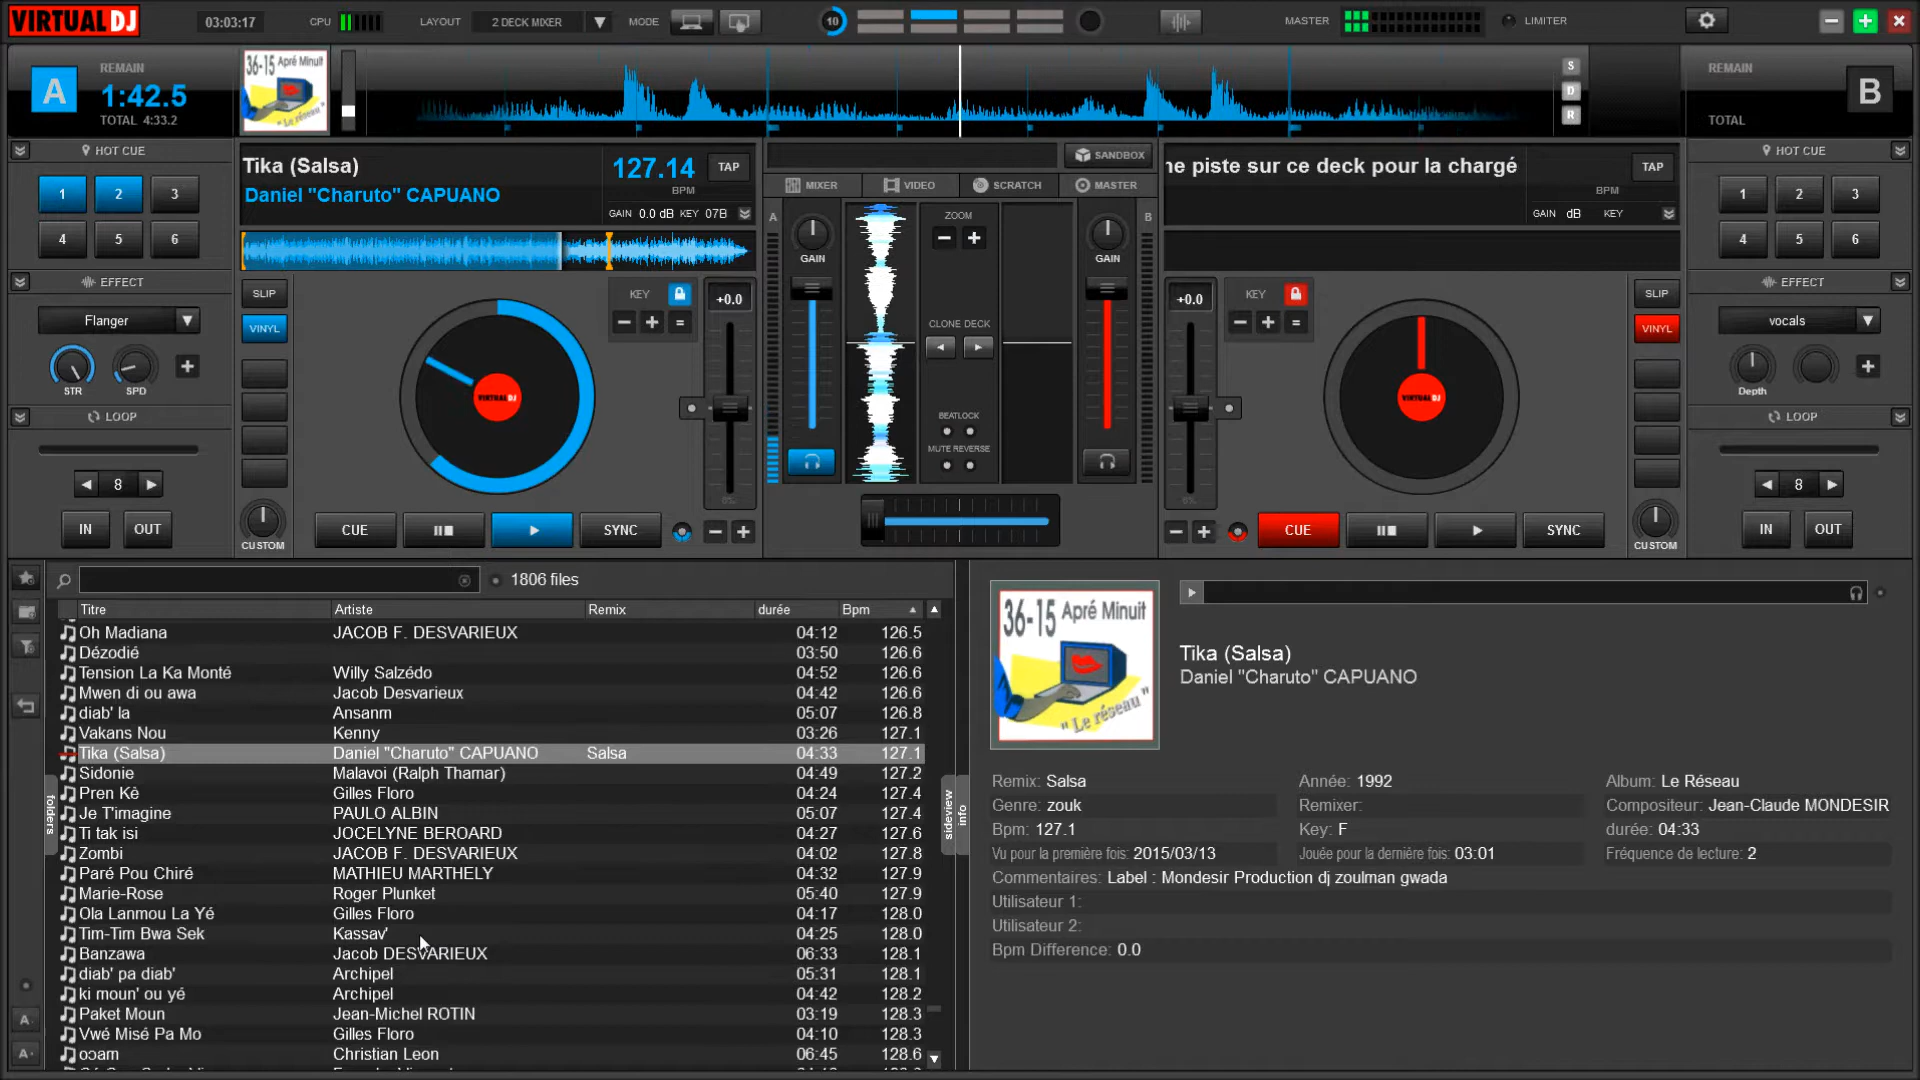 VIRTUAL DJ
03:03:17
CPU
LAYOUT
2 DECK MIXER
MODE
10
MASTER
LIMITER
A
REMAIN
1:42.5
TOTAL 4:33.2
36-15 Apré Minuit
" Le réseau "
S
D
R
REMAIN
TOTAL
B
HOT CUE
1
2
3
4
5
6
Tika (Salsa)
Daniel "Charuto" CAPUANO
127.14
BPM
TAP
GAIN 0.0 dB KEY 07B
SANDBOX
MIXER
VIDEO
SCRATCH
MASTER
ne piste sur ce deck pour la chargé
TAP
BPM
GAIN dB KEY
HOT CUE
1
2
3
4
5
6
EFFECT
Flanger
STR
SPD
LOOP
8
IN
OUT
SLIP
VINYL
CUSTOM
KEY
+0.0
VIRTUAL DJ
CUE
SYNC
A
GAIN
ZOOM
CLONE DECK
BEATLOCK
MUTE REVERSE
GAIN
B
+0.0
KEY
VIRTUAL DJ
CUE
SYNC
SLIP
VINYL
CUSTOM
EFFECT
vocals
Depth
LOOP
8
IN
OUT
1806 files
Titre Artiste Remix durée Bpm
Oh Madiana JACOB F. DESVARIEUX 04:12 126.5
Dézodié 03:50 126.6
Tension La Ka Monté Willy Salzédo 04:52 126.6
Mwen di ou awa Jacob Desvarieux 04:42 126.6
diab' la Ansanm 05:07 126.8
Vakans Nou Kenny 03:26 127.1
Tika (Salsa) Daniel "Charuto" CAPUANO Salsa 04:33 127.1
Sidonie Malavoi (Ralph Thamar) 04:49 127.2
Pren Kê Gilles Floro 04:24 127.4
Je T'imagine PAULO ALBIN 05:07 127.4
Ti tak isi JOCELYNE BEROARD 04:27 127.6
Zombi JACOB F. DESVARIEUX 04:02 127.8
Paré Pou Chiré MATHIEU MARTHELY 04:32 127.9
Marie-Rose Roger Plunket 05:40 127.9
Ola Lanmou La Yé Gilles Floro 04:17 128.0
Tim-Tim Bwa Sek Kassav' 04:25 128.0
Banzawa Jacob DESVARIEUX 06:33 128.1
diab' pa diab' Archipel 05:31 128.1
ki moun' ou yé Archipel 04:42 128.2
Paket Moun Jean-Michel ROTIN 03:19 128.3
Vwé Misé Pa Mo Gilles Floro 04:10 128.3
ooam Christian Leon 06:45 128.6
folders
sideview
info
36-15 Apré Minuit
" Le réseau "
Tika (Salsa)
Daniel "Charuto" CAPUANO
Remix: Salsa Année: 1992 Album: Le Réseau
Genre: zouk Remixer: Compositeur: Jean-Claude MONDESIR
Bpm: 127.1 Key: F durée: 04:33
Vu pour la première fois: 2015/03/13 Jouée pour la dernière fois: 03:01 Fréquence de lecture: 2
Commentaires: Label : Mondesir Production dj zoulman gwada
Utilisateur 1:
Utilisateur 2:
Bpm Difference: 0.0